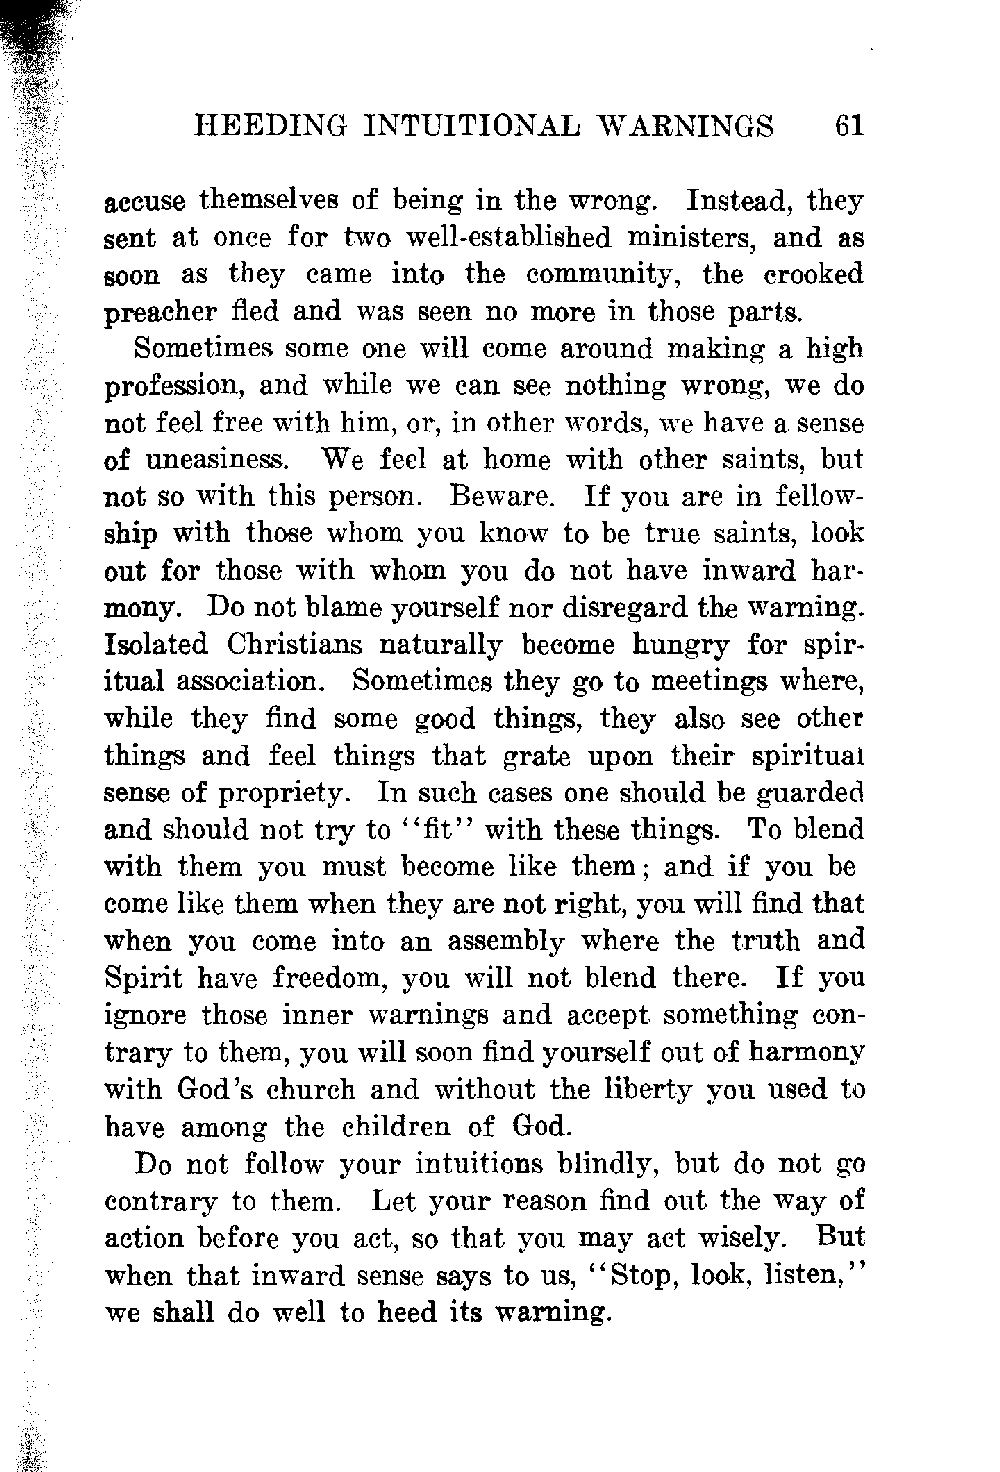 HEEDING INTUITIONAL WARNINGS 61
accuse themselves of being in the wrong. Instead, they
sent at once for two well-established ministers, and as
soon as they came into the community, the crooked
preacher fled and was seen no more in those parts.
Sometimes some one will come around making a high
profession, and while we can see nothing wrong, we do
not feel free with him, or, in other words, we have a sense
of uneasiness. We feel at home with other saints, but
not so with this person. Beware. If you are in fellow-
ship with those whom you know to be true saints, look
out for those with whom you do not have inward har-
mony. Do not blame yourself nor disregard the warning.
Isolated Christians naturally become hungry for spir-
itual association. Sometimes they go to meetings where,
while they find some good things, they also see other
things and feel things that grate upon their spiritual
sense of propriety. In such cases one should be guarded
and should not try to ‘‘fit’’ with these things. To blend
with them you must become like them; and if you be
come like them when they are not right, you will find that
when you come into an assembly where the truth and
Spirit have freedom, you will not blend there. If you
ignore those inner warnings and accept something con-
trary to them, you will soon find yourself out of harmony
with God's church and without the liberty you used to
have among the children of God.
Do not follow your intuitions blindly, but do not go
contrary to them. Let your reason find out the way of
action before you act, so that you may act wisely. But
when that inward sense says to us, ‘‘Stop, look, listen,’’
we shall do well to heed its warning.